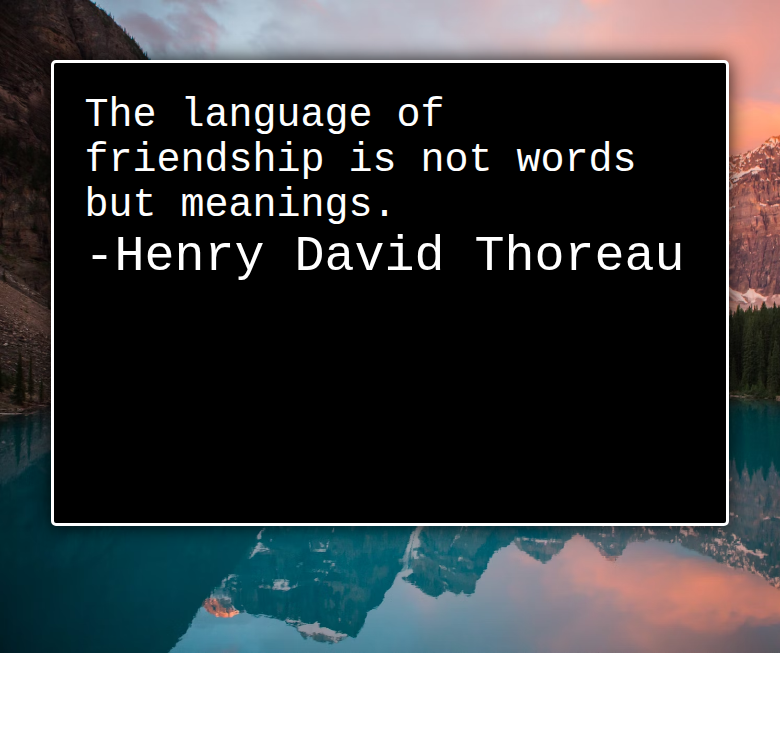 The language of
friendship is not words
but meanings.
-Henry David Thoreau